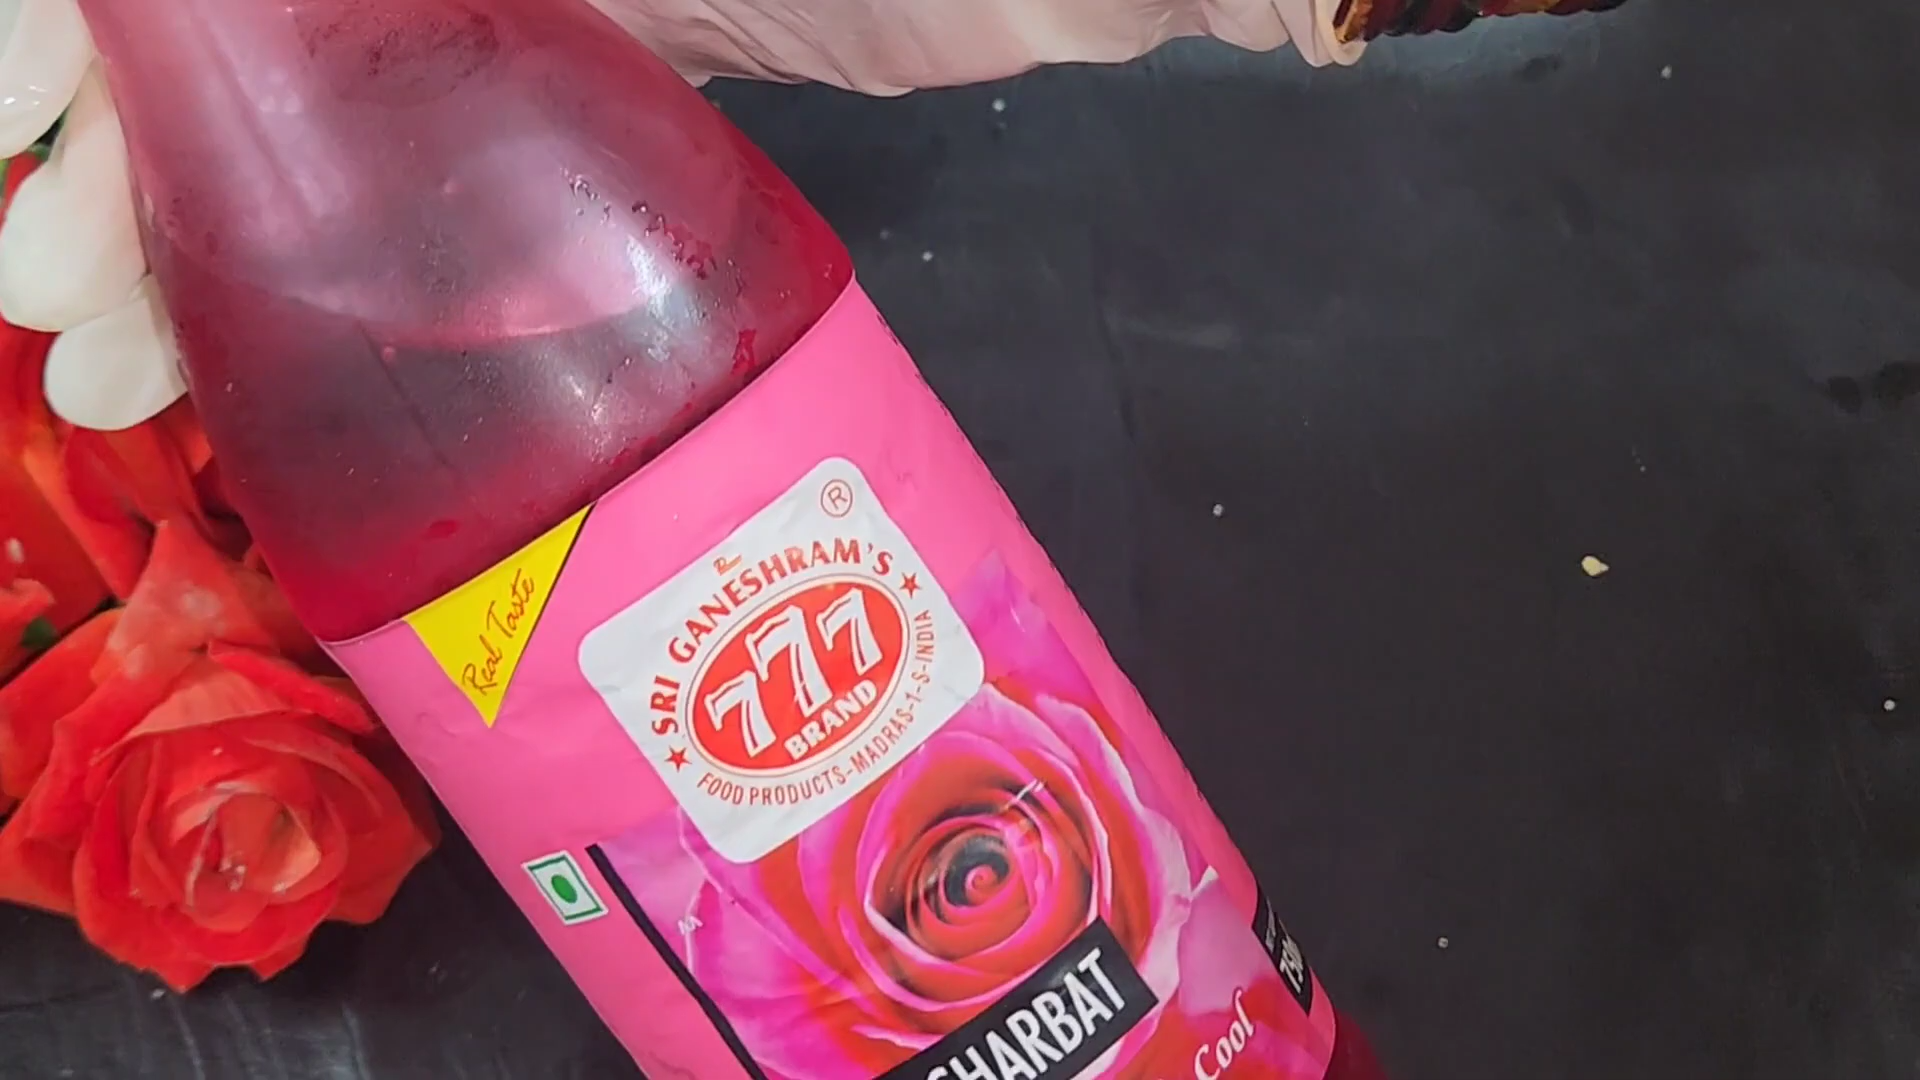 Real Taste
®
SRI GANESHRAM'S
777
BRAND
FOOD PRODUCTS-MADRAS-1-S-INDIA
SHARBAT
Cool